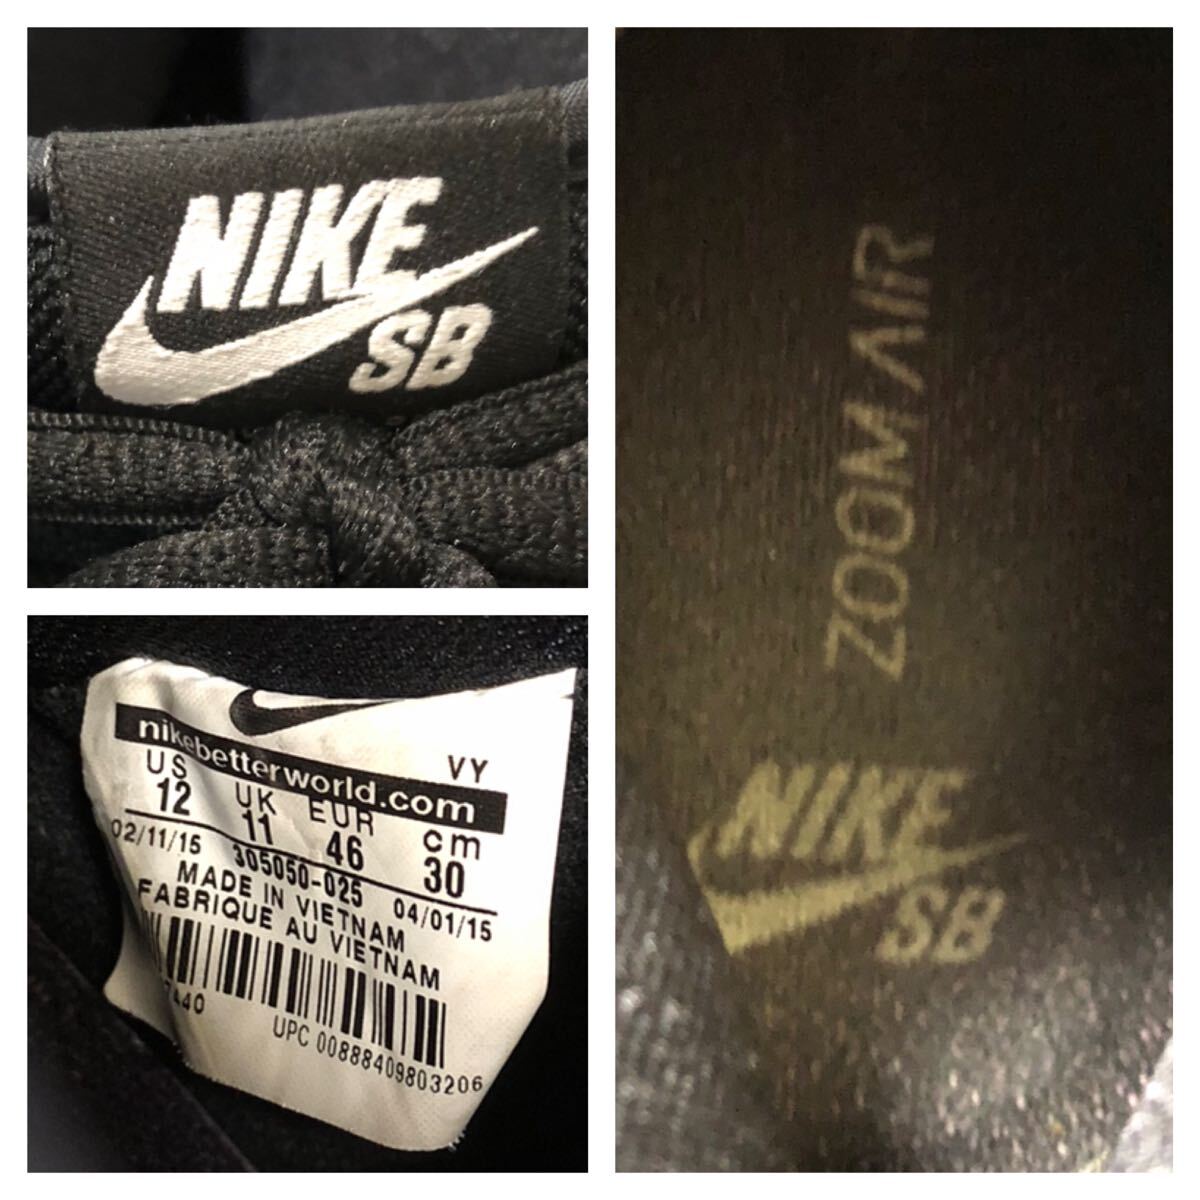 NIKE
SB
nikebetterworld.com
VY
US UK EUR cm
12 11 46 30
02/11/15 305050-025 04/01/15
MADE IN VIETNAM
FABRIQUE AU VIETNAM
UPC 00888409803206
ZOOM AIR
NIKE
SB